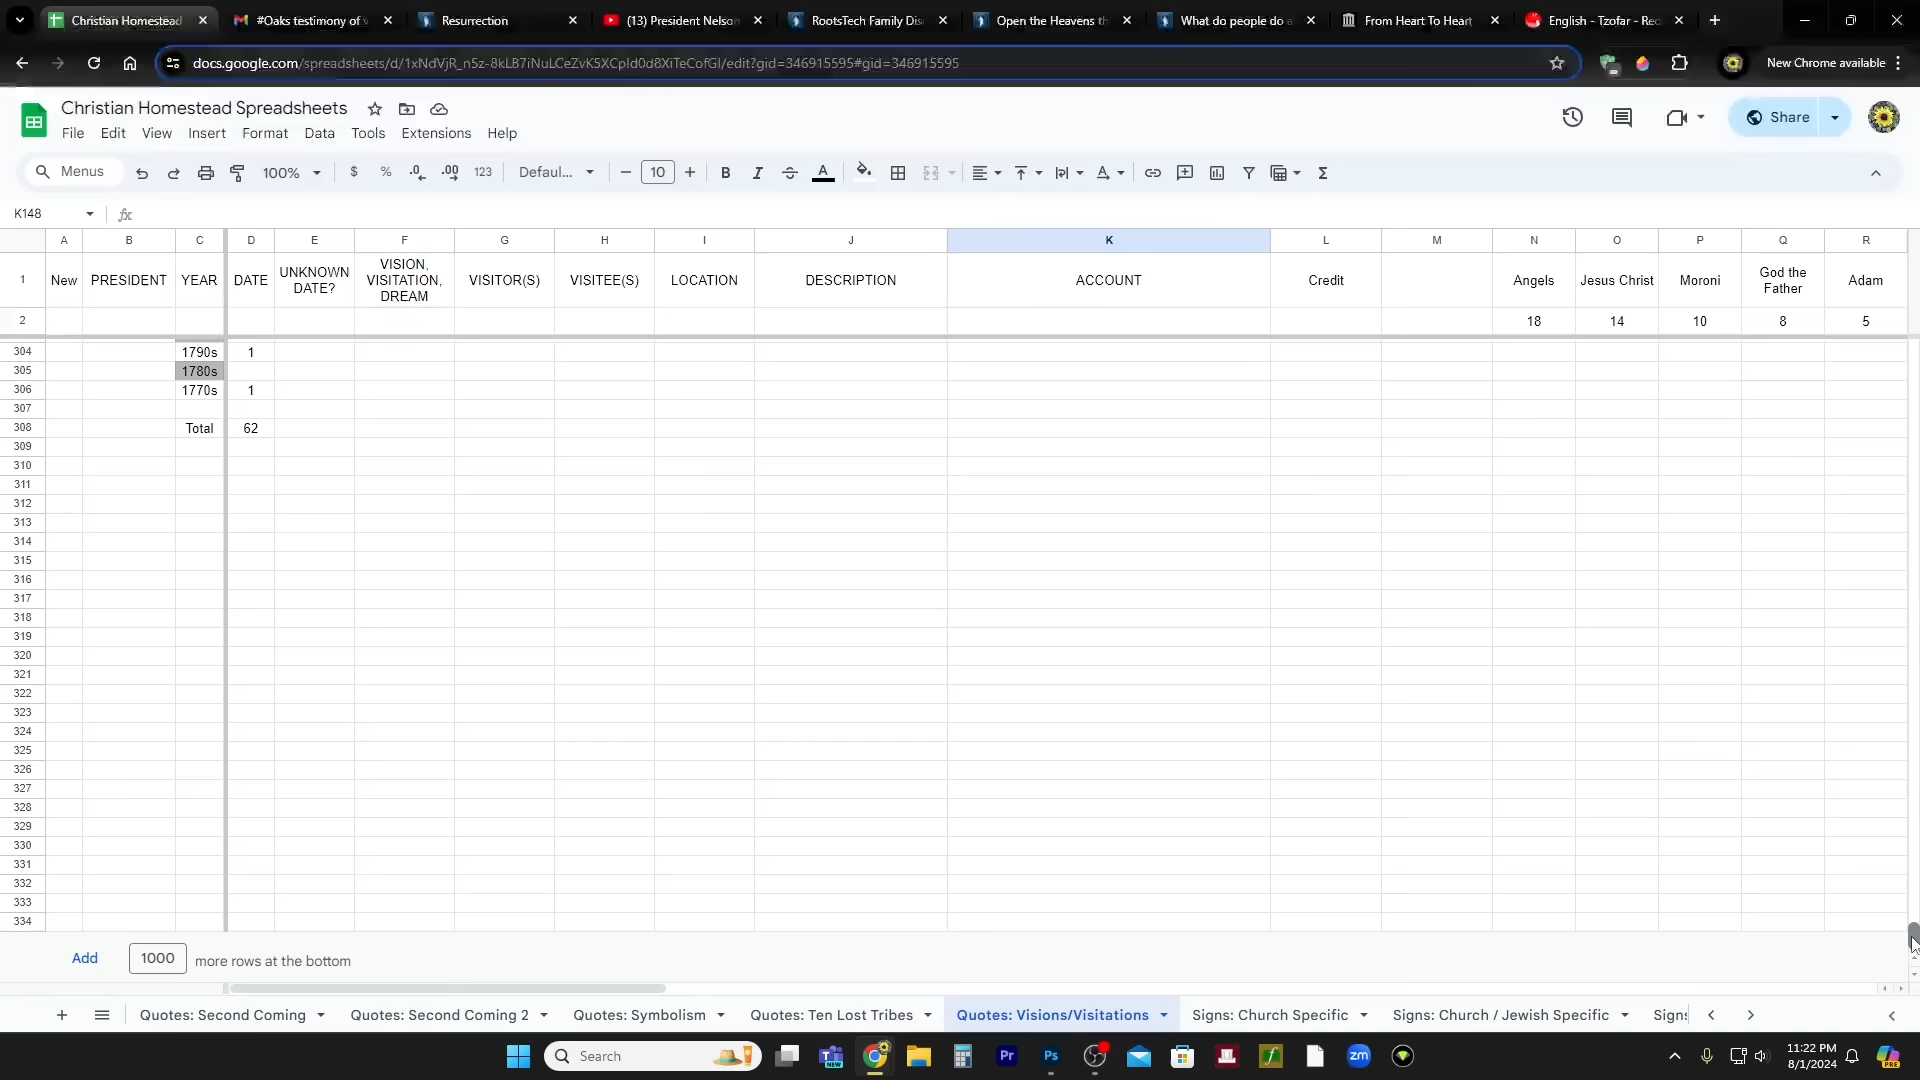 Christian Homestead
#Oaks testimony of v
Resurrection
(13) President Nelson
RootsTech Family Dis
Open the Heavens th
What do people do a
From Heart To Heart
English - Tzofar - Red
docs.google.com/spreadsheets/d/1xNdVjR_n5z-8kLB7iNuLCeZvK5XCpId0d8XiTeCofGI/edit?gid=346915595#gid=346915595
New Chrome available
Christian Homestead Spreadsheets
Share
File Edit View Insert Format Data Tools Extensions Help
Menus 100% $ % .0 .00 123 Defaul... 10 B I A
K148
fx
A B C D E F G H I J K L M N O P Q R
1 New PRESIDENT YEAR DATE UNKNOWN DATE? VISION, VISITATION, DREAM VISITOR(S) VISITEE(S) LOCATION DESCRIPTION ACCOUNT Credit Angels Jesus Christ Moroni God the Father Adam
2 18 14 10 8 5
304 1790s 1
305 1780s
306 1770s 1
307
308 Total 62
309
310
311
312
313
314
315
316
317
318
319
320
321
322
323
324
325
326
327
328
329
330
331
332
333
334
Add 1000 more rows at the bottom
Quotes: Second Coming Quotes: Second Coming 2 Quotes: Symbolism Quotes: Ten Lost Tribes Quotes: Visions/Visitations Signs: Church Specific Signs: Church / Jewish Specific Signs
Search
NEW
Pr
Ps
zm
11:22 PM
8/1/2024
PRE